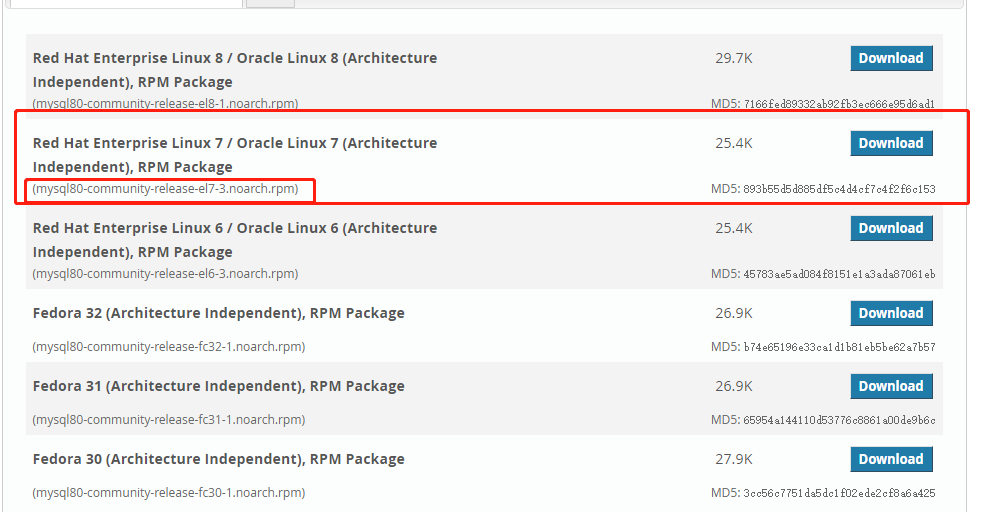 Red Hat Enterprise Linux 8 / Oracle Linux 8 (Architecture
Independent), RPM Package
29.7K
Download
(mysql80-community-release-el8-1.noarch.rpm)
MD5: 7166fed89332ab92fb3ec666e95d6ad1
Red Hat Enterprise Linux 7 / Oracle Linux 7 (Architecture
Independent), RPM Package
25.4K
Download
(mysql80-community-release-el7-3.noarch.rpm)
MD5: 893b55d5d885df5c4d4cf7c4f2f6c153
Red Hat Enterprise Linux 6 / Oracle Linux 6 (Architecture
Independent), RPM Package
25.4K
Download
(mysql80-community-release-el6-3.noarch.rpm)
MD5: 45783ae5ad084f8151e1a3ada87061eb
Fedora 32 (Architecture Independent), RPM Package
26.9K
Download
(mysql80-community-release-fc32-1.noarch.rpm)
MD5: b74e65196e33ca1d1b81eb5be62a7b57
Fedora 31 (Architecture Independent), RPM Package
26.9K
Download
(mysql80-community-release-fc31-1.noarch.rpm)
MD5: 65954a144110d53776c8861a00de9b6c
Fedora 30 (Architecture Independent), RPM Package
27.9K
Download
(mysql80-community-release-fc30-1.noarch.rpm)
MD5: 3cc56c7751da5dc1f02ede2cf8a6a425